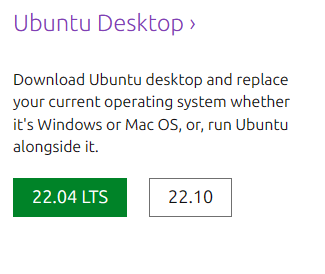 Ubuntu Desktop ›
Download Ubuntu desktop and replace
your current operating system whether
it's Windows or Mac OS, or, run Ubuntu
alongside it.
22.04 LTS
22.10